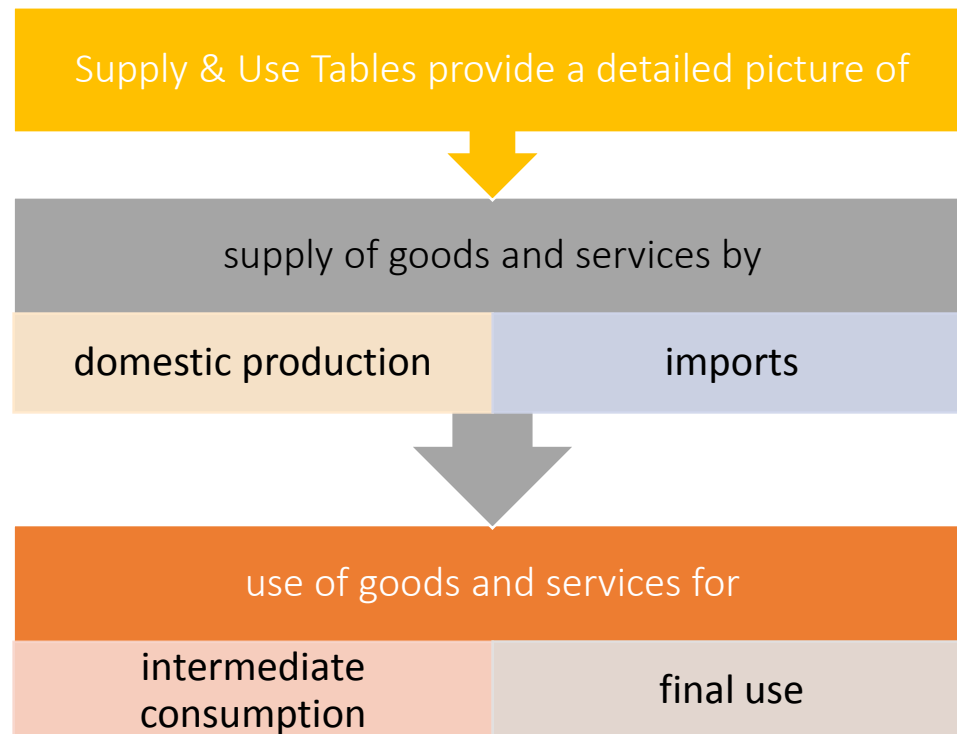 Supply & Use Tables provide a detailed picture of
supply of goods and services by
domestic production
imports
use of goods and services for
intermediate
consumption
final use